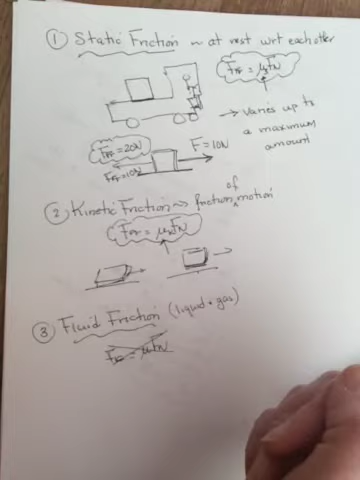 ① Static Friction ~ at rest wrt each other
Ffr = μsFN
→ varies up to
a maximum
amount
Ffr = 20N
F = 10N
Ffr = 10N
② Kinetic Friction ~> friction of motion
Ffr = μkFN
③ Fluid Friction (liquid + gas)
Ffr = μFN